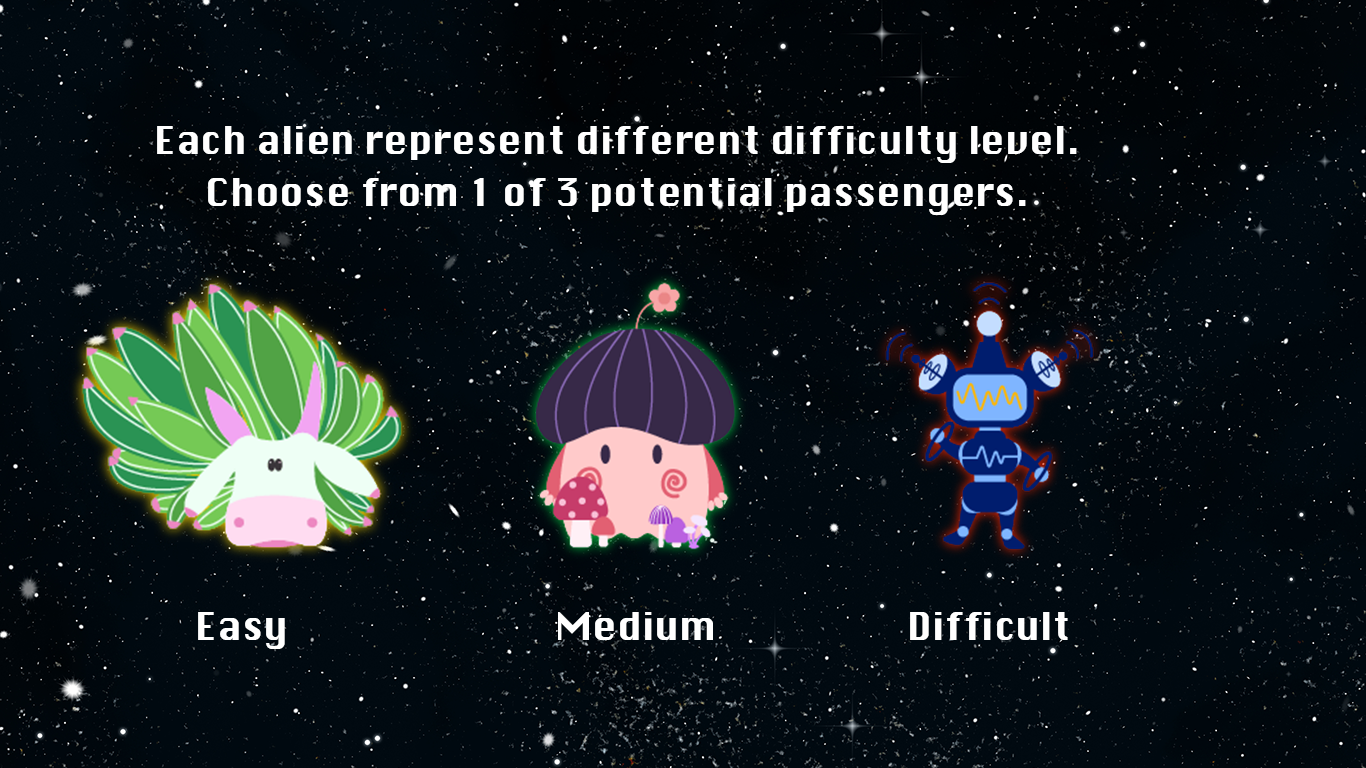 Each alien represent different difficulty level.
Choose from 1 of 3 potential passengers.
Easy
Medium
Difficult